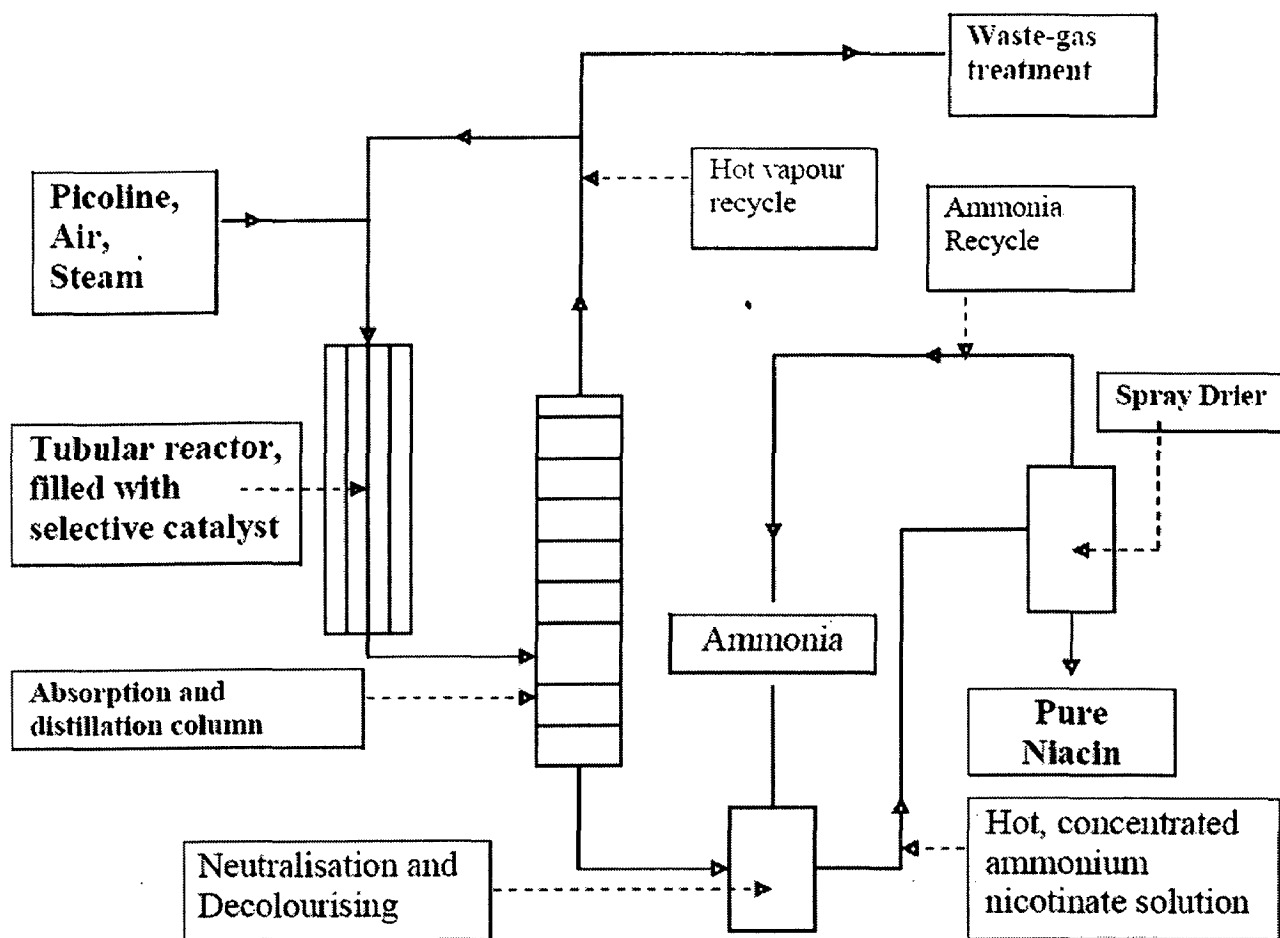 Waste-gas
treatment
Hot vapour
recycle
Picoline,
Air,
Steam
Ammonia
Recycle
Spray Drier
Tubular reactor,
filled with
selective catalyst
Ammonia
Absorption and
distillation column
Pure
Niacin
Neutralisation and
Decolourising
Hot, concentrated
ammonium
nicotinate solution